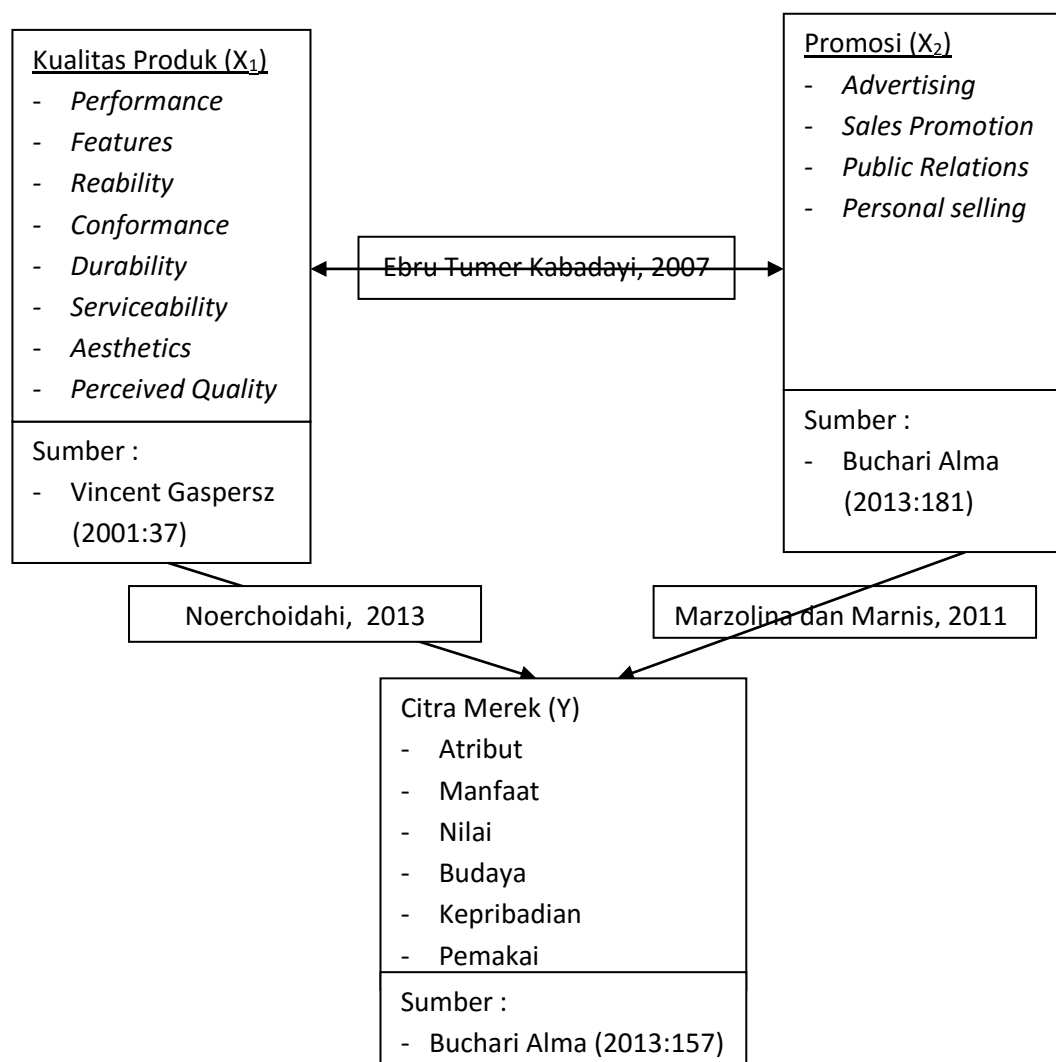 Kualitas Produk (X1)
- Performance
- Features
- Reability
- Conformance
- Durability
- Serviceability
- Aesthetics
- Perceived Quality
Sumber :
- Vincent Gaspersz
(2001:37)
Promosi (X2)
- Advertising
- Sales Promotion
- Public Relations
- Personal selling
Sumber :
- Buchari Alma
(2013:181)
Ebru Tumer Kabadayi, 2007
Noerchoidahi, 2013
Marzolina dan Marnis, 2011
Citra Merek (Y)
- Atribut
- Manfaat
- Nilai
- Budaya
- Kepribadian
- Pemakai
Sumber :
- Buchari Alma (2013:157)